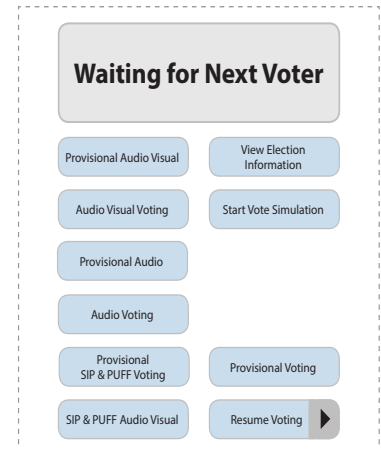 Waiting for Next Voter
Provisional Audio Visual
View Election
Information
Audio Visual Voting
Start Vote Simulation
Provisional Audio
Audio Voting
Provisional
SIP & PUFF Voting
Provisional Voting
SIP & PUFF Audio Visual
Resume Voting